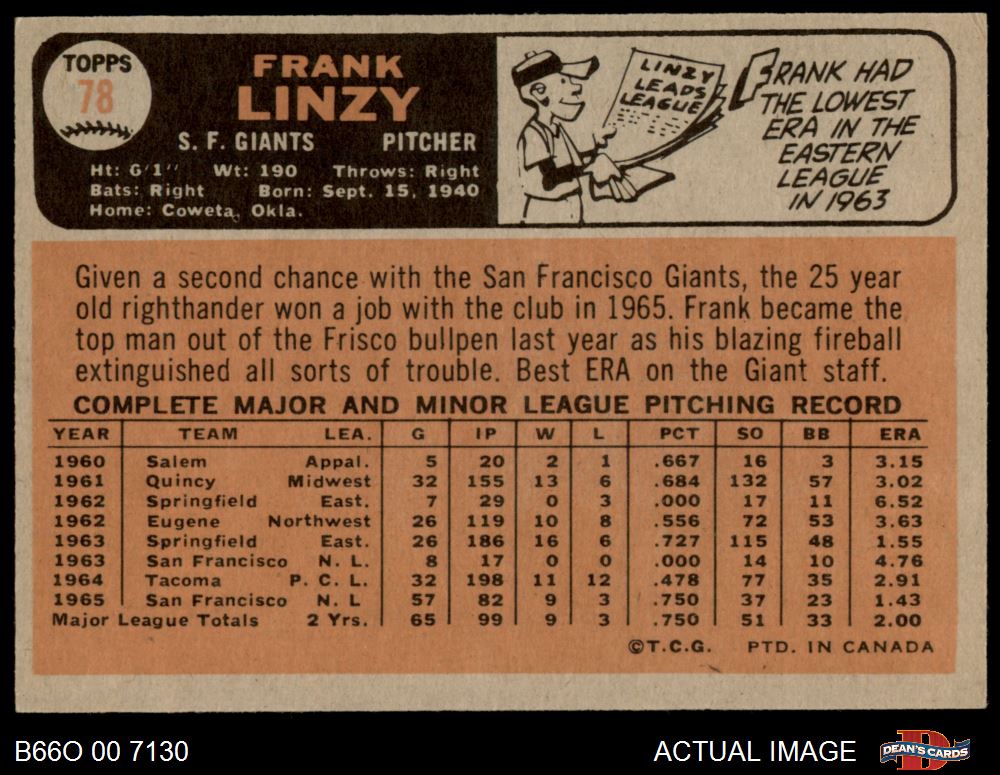 TOPPS
78
FRANK
LINZY
S. F. GIANTS PITCHER
Ht: 6'1" Wt: 190 Throws: Right
Bats: Right Born: Sept. 15, 1940
Home: Coweta, Okla.
LINZY
LEADS
LEAGUE
FRANK HAD
THE LOWEST
ERA IN THE
EASTERN
LEAGUE
IN 1963
Given a second chance with the San Francisco Giants, the 25 year
old righthander won a job with the club in 1965. Frank became the
top man out of the Frisco bullpen last year as his blazing fireball
extinguished all sorts of trouble. Best ERA on the Giant staff.
COMPLETE MAJOR AND MINOR LEAGUE PITCHING RECORD
YEAR TEAM LEA. G IP W L PCT SO BB ERA
1960 Salem Appal. 5 20 2 1 .667 16 3 3.15
1961 Quincy Midwest 32 155 13 6 .684 132 57 3.02
1962 Springfield East. 7 29 0 3 .000 17 11 6.52
1962 Eugene Northwest 26 119 10 8 .556 72 53 3.63
1963 Springfield East. 26 186 16 6 .727 115 48 1.55
1963 San Francisco N. L. 8 17 0 0 .000 14 10 4.76
1964 Tacoma P. C. L. 32 198 11 12 .478 77 35 2.91
1965 San Francisco N. L 57 82 9 3 .750 37 23 1.43
Major League Totals 2 Yrs. 65 99 9 3 .750 51 33 2.00
©T.C.G. PTD. IN CANADA
B66O 00 7130
ACTUAL IMAGE
DEAN'S CARDS